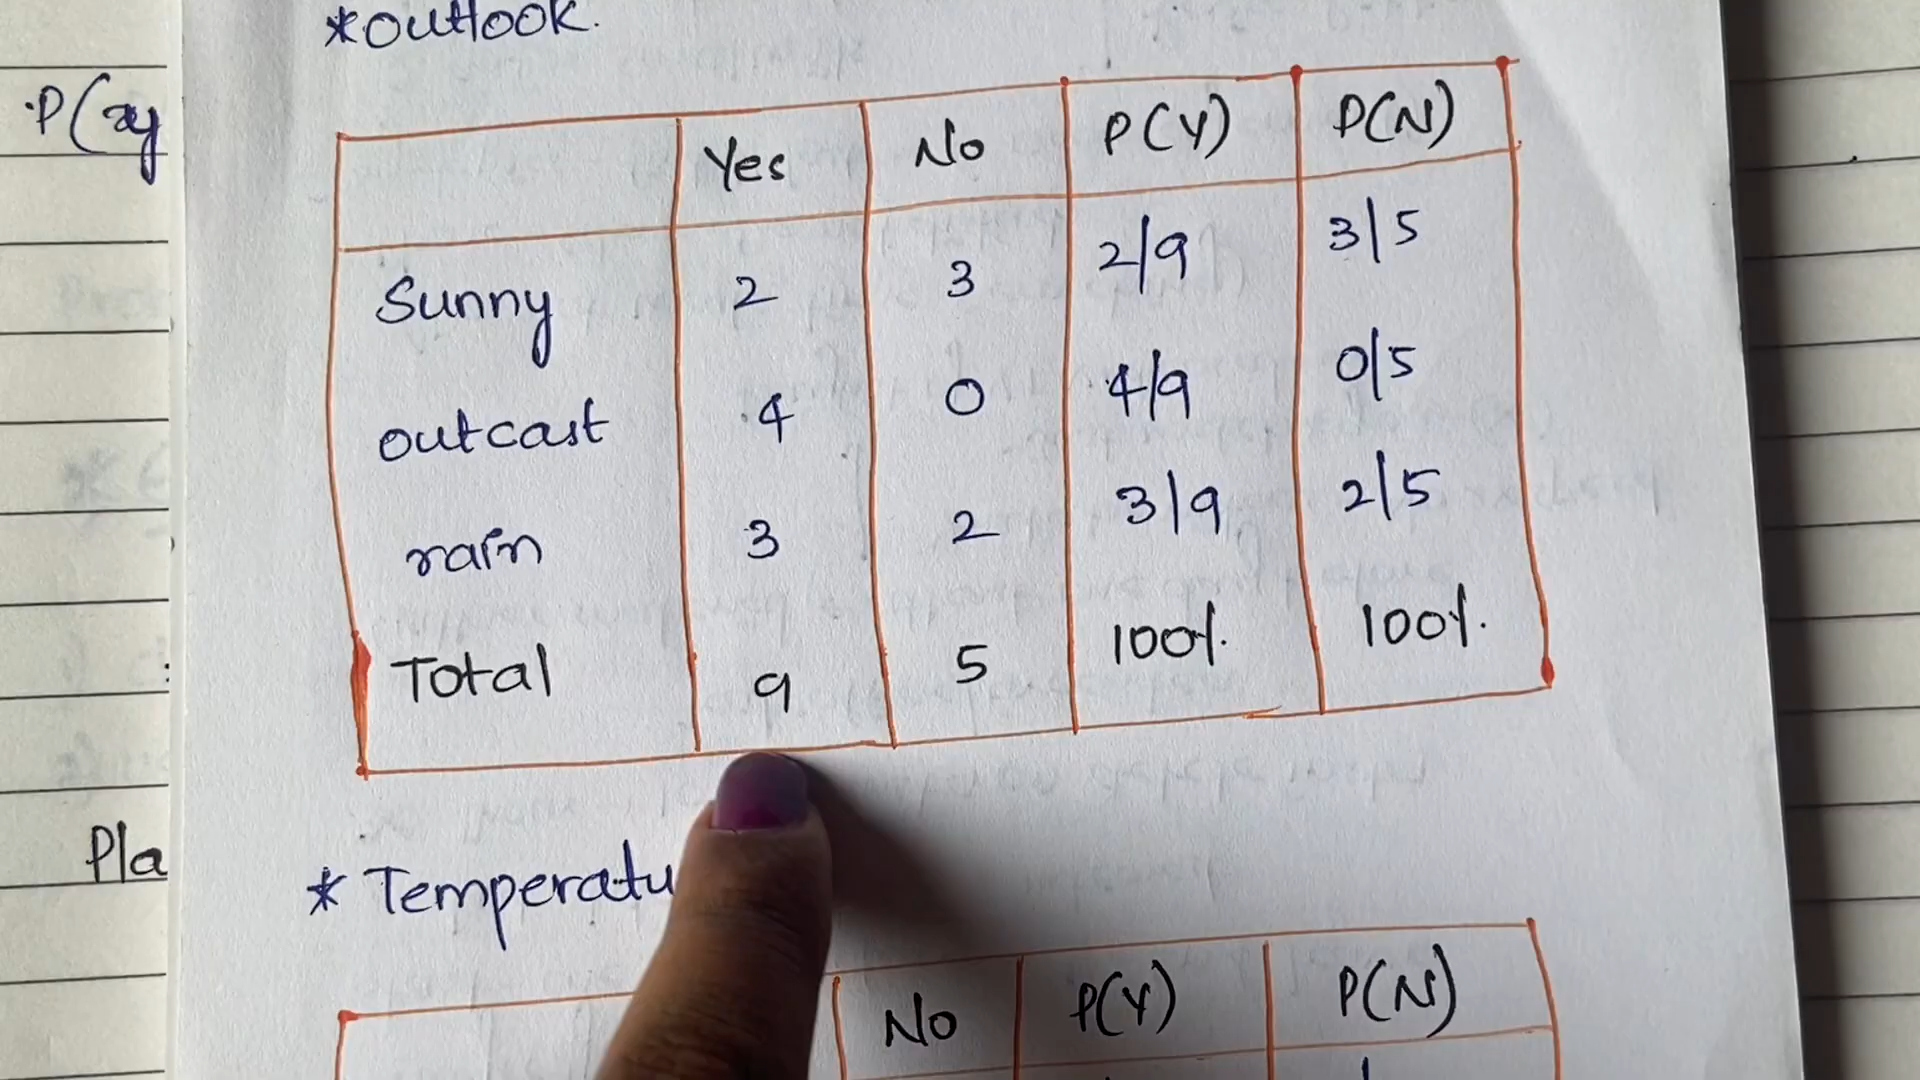 *outlook.
Yes No P(Y) P(N)
Sunny 2 3 2/9 3/5
outcast 4 0 4/9 0/5
rain 3 2 3/9 2/5
Total 9 5 100% 100%
* Temperatu
No P(Y) P(N)
P(xy
Pla